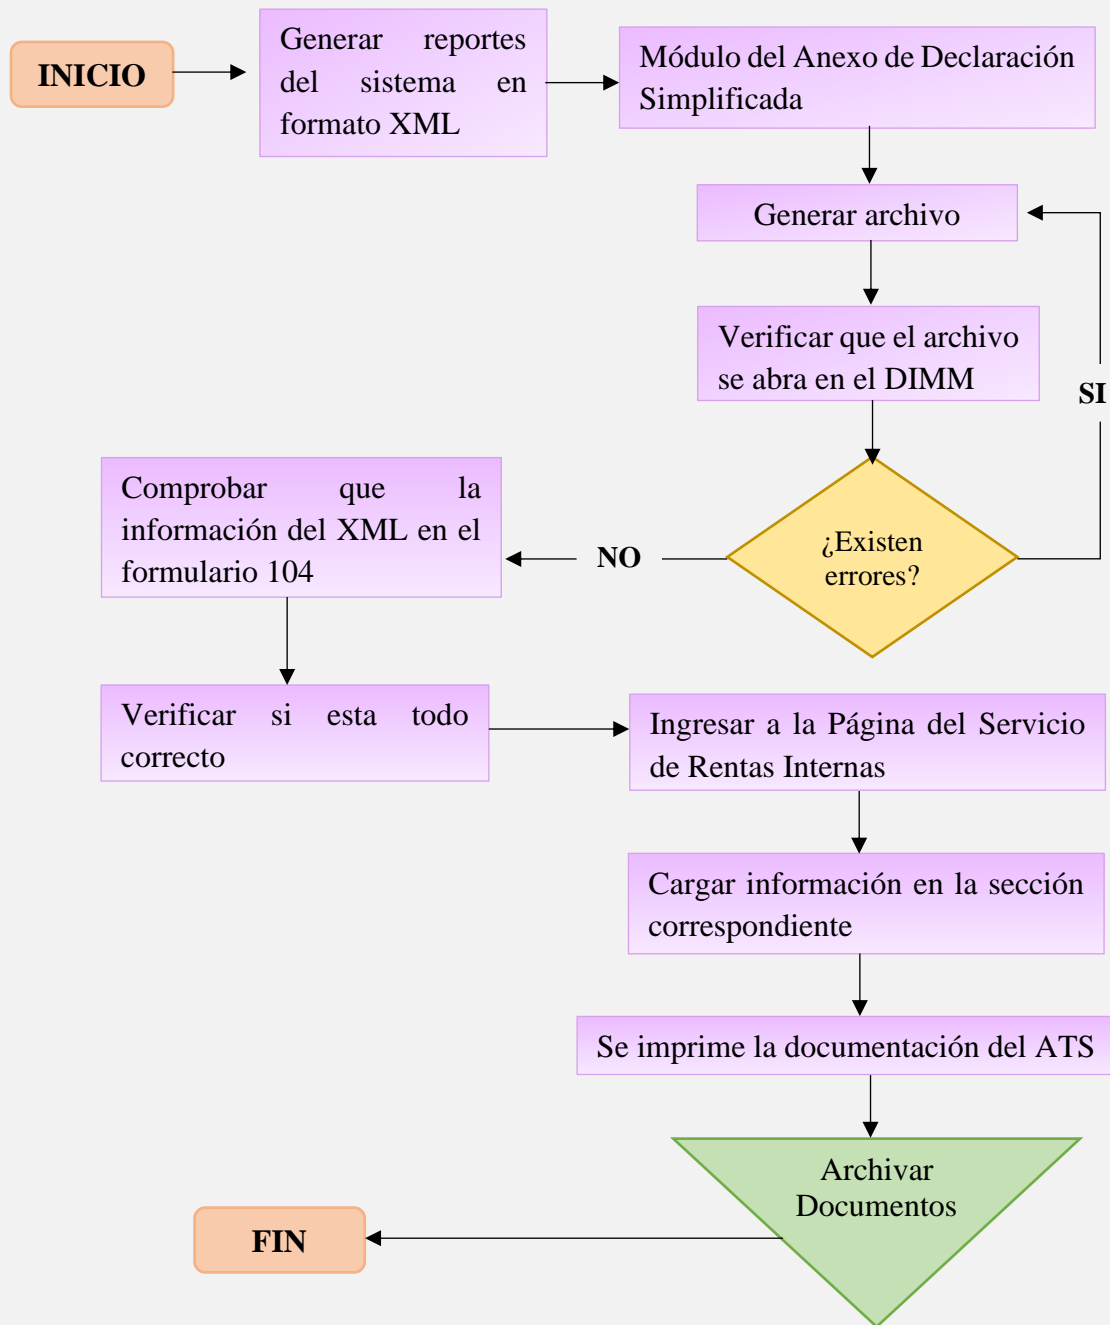 INICIO
Generar reportes
del sistema en
formato XML
Módulo del Anexo de Declaración
Simplificada
Generar archivo
Verificar que el archivo
se abra en el DIMM
SI
¿Existen
errores?
NO
Comprobar que la
información del XML en el
formulario 104
Verificar si esta todo
correcto
Ingresar a la Página del Servicio
de Rentas Internas
Cargar información en la sección
correspondiente
Se imprime la documentación del ATS
Archivar
Documentos
FIN